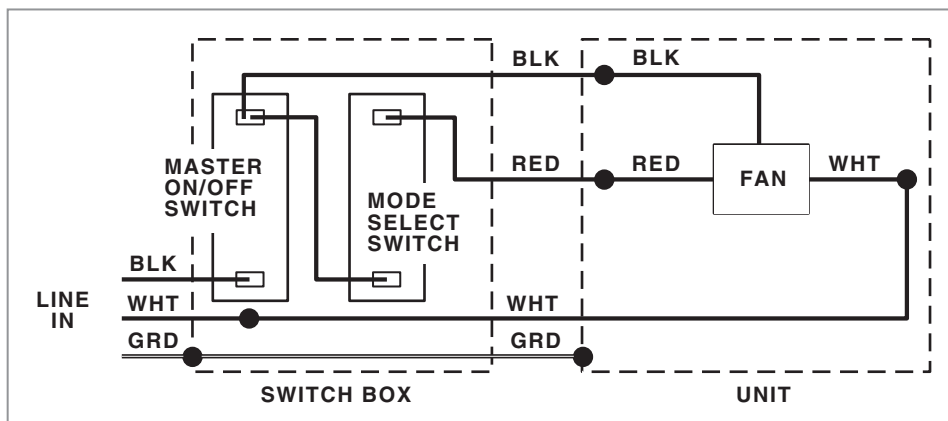 BLK
BLK
MASTER
ON/OFF
SWITCH
MODE
SELECT
SWITCH
RED
RED
FAN
WHT
LINE
IN
BLK
WHT
WHT
GRD
GRD
SWITCH BOX
UNIT